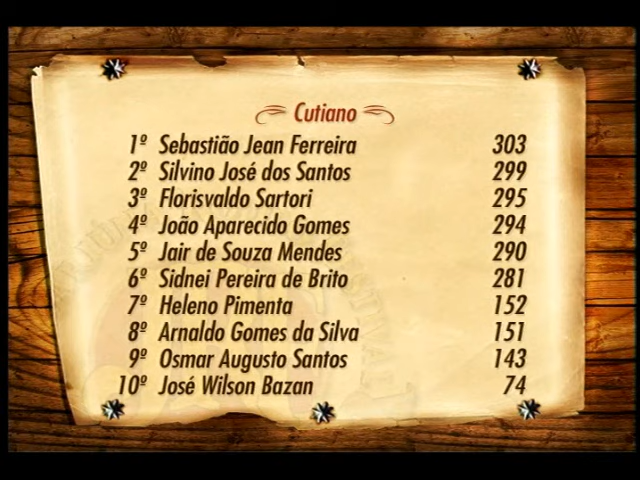 Cutiano
1º Sebastião Jean Ferreira 303
2º Silvino José dos Santos 299
3º Florisvaldo Sartori 295
4º João Aparecido Gomes 294
5º Jair de Souza Mendes 290
6º Sidnei Pereira de Brito 281
7º Heleno Pimenta 152
8º Arnaldo Gomes da Silva 151
9º Osmar Augusto Santos 143
10º José Wilson Bazan 74